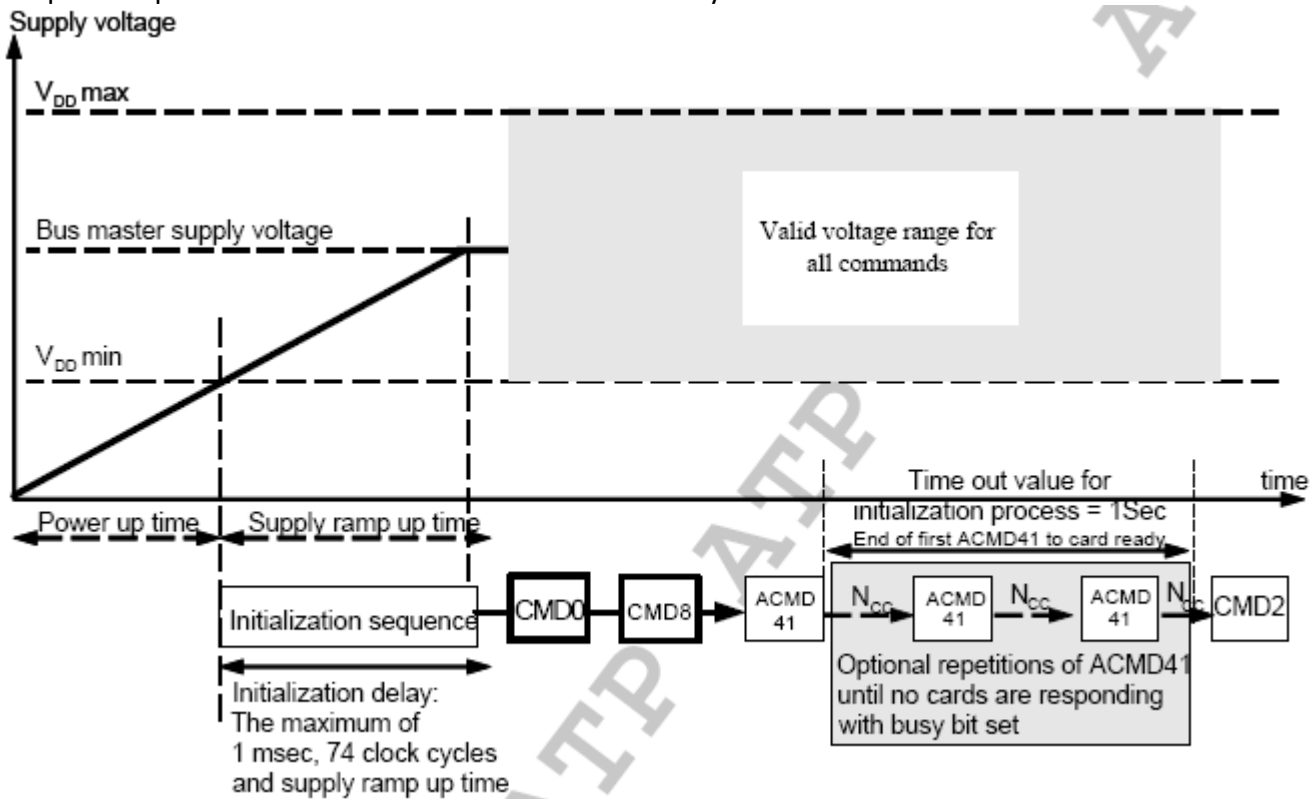 Supply voltage
V_DD max
Bus master supply voltage
Valid voltage range for
all commands
V_DD min
Time out value for
initialization process = 1Sec
End of first ACMD41 to card ready
time
Power up time
Supply ramp up time
Initialization sequence
CMD0
CMD8
ACMD
41
N_CC
ACMD
41
N_CC
ACMD
41
N_CC
CMD2
Initialization delay:
The maximum of
1 msec, 74 clock cycles
and supply ramp up time
Optional repetitions of ACMD41
until no cards are responding
with busy bit set
ATP